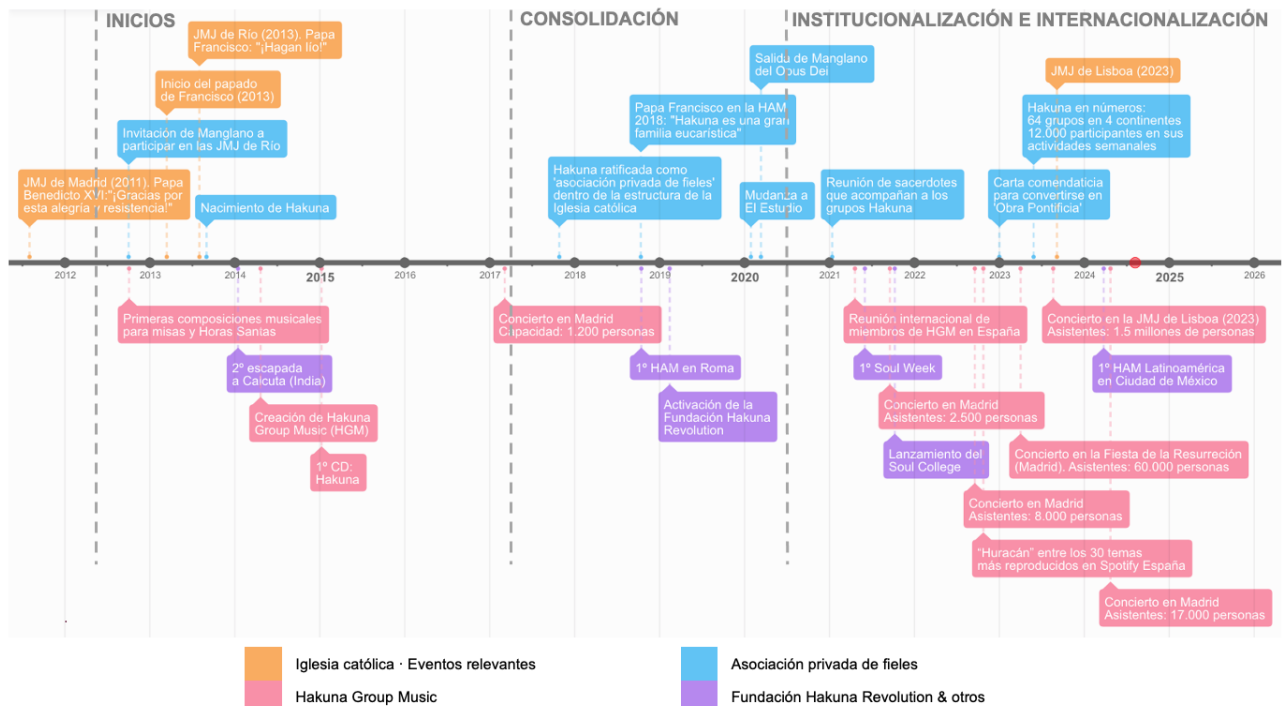 INICIOS
CONSOLIDACIÓN
INSTITUCIONALIZACIÓN E INTERNACIONALIZACIÓN
JMJ de Río (2013). Papa
Francisco: "¡Hagan lío!"
Inicio del papado
de Francisco (2013)
Invitación de Manglano a
participar en las JMJ de Río
JMJ de Madrid (2011). Papa
Benedicto XVI:"¡Gracias por
esta alegría y resistencia!"
Nacimiento de Hakuna
Salida de Manglano
del Opus Dei
Papa Francisco en la HAM
2018: "Hakuna es una gran
familia eucarística"
Hakuna ratificada como
'asociación privada de fieles'
dentro de la estructura de la
Iglesia católica
Mudanza a
El Estudio
JMJ de Lisboa (2023)
Hakuna en números:
64 grupos en 4 continentes
12.000 participantes en sus
actividades semanales
Reunión de sacerdotes
que acompañan a los
grupos Hakuna
Carta comendaticia
para convertirse en
'Obra Pontificia'
2012 2013 2014 2015 2016 2017 2018 2019 2020 2021 2022 2023 2024 2025 2026
Primeras composiciones musicales
para misas y Horas Santas
2º escapada
a Calcuta (India)
Creación de Hakuna
Group Music (HGM)
1º CD:
Hakuna
Concierto en Madrid
Capacidad: 1.200 personas
1º HAM en Roma
Activación de la
Fundación Hakuna
Revolution
Reunión internacional de
miembros de HGM en España
1º Soul Week
Concierto en Madrid
Asistentes: 2.500 personas
Lanzamiento del
Soul College
Concierto en Madrid
Asistentes: 8.000 personas
"Huracán" entre los 30 temas
más reproducidos en Spotify España
Concierto en la JMJ de Lisboa (2023)
Asistentes: 1.5 millones de personas
1º HAM Latinoamérica
en Ciudad de México
Concierto en la Fiesta de la Resurreción
(Madrid). Asistentes: 60.000 personas
Concierto en Madrid
Asistentes: 17.000 personas
Iglesia católica · Eventos relevantes
Hakuna Group Music
Asociación privada de fieles
Fundación Hakuna Revolution & otros